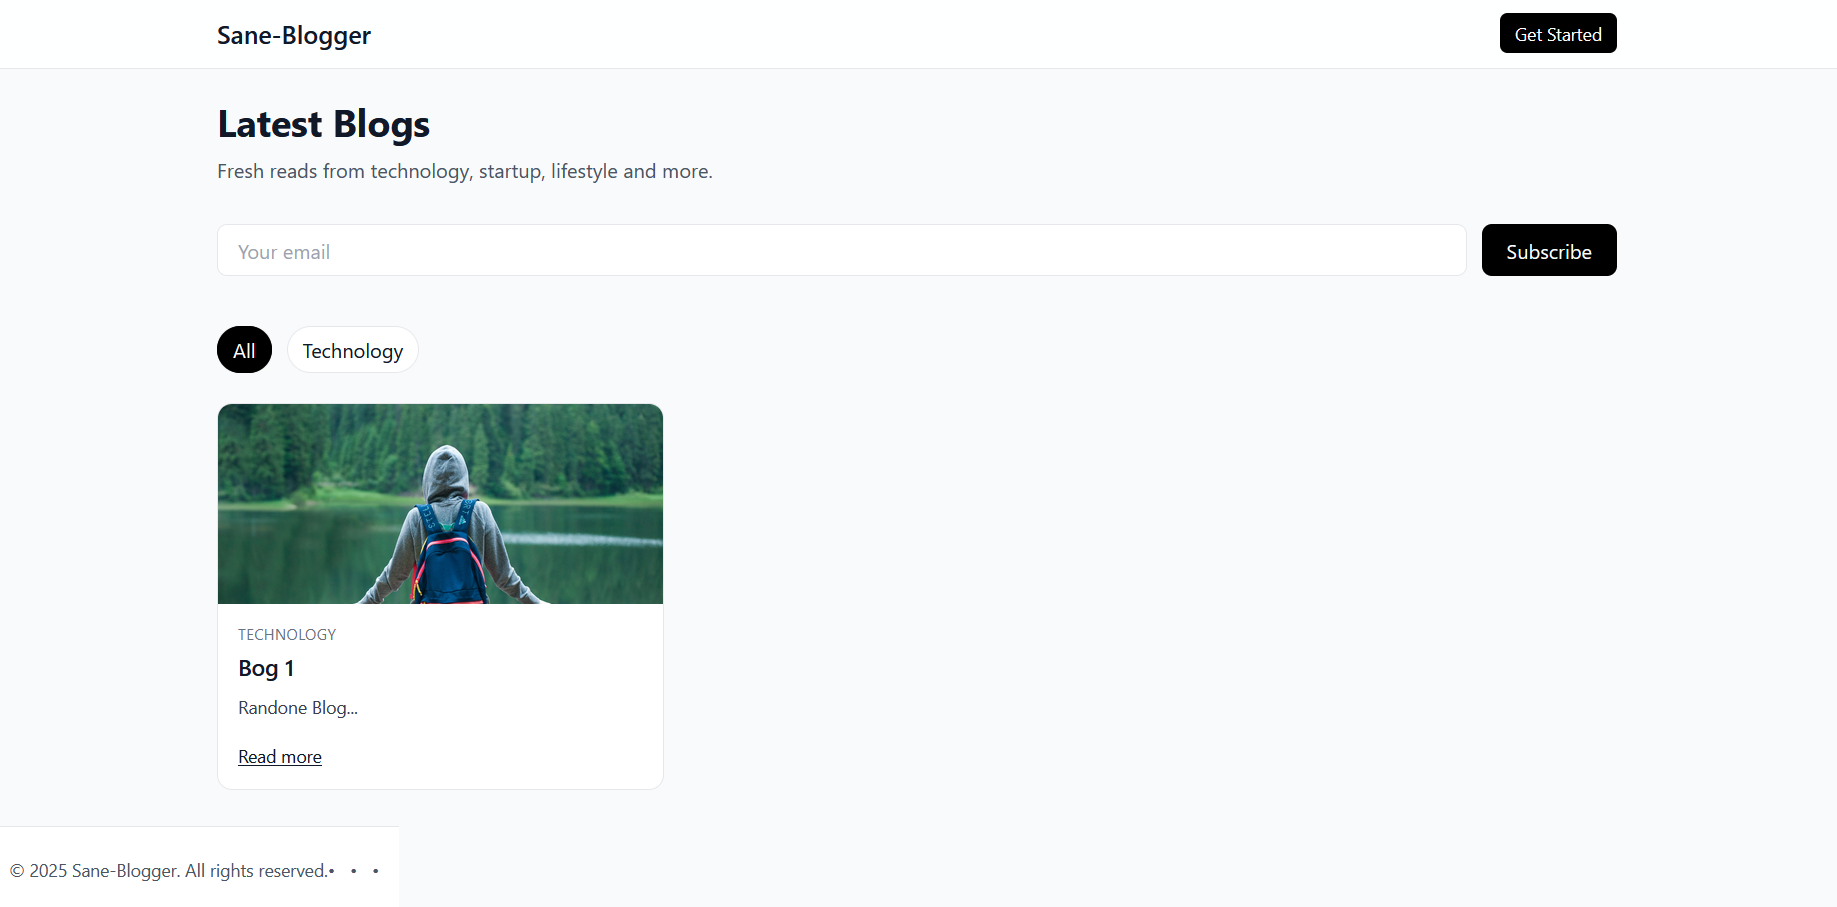 Sane-Blogger
Get Started
Latest Blogs
Fresh reads from technology, startup, lifestyle and more.
Your email
Subscribe
All
Technology
TECHNOLOGY
Bog 1
Randone Blog...
Read more
© 2025 Sane-Blogger. All rights reserved.• • •